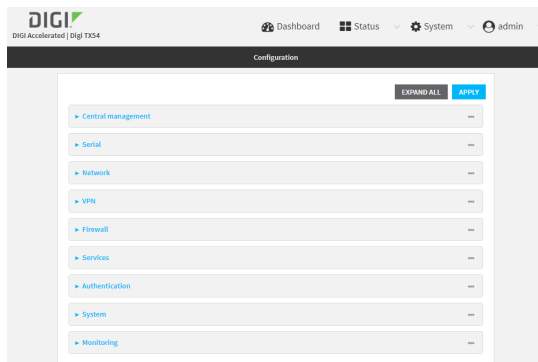 DIGI
DIGI Accelerated | Digi TX54
Dashboard
Status
System
admin
Configuration
EXPAND ALL
APPLY
► Central management
► Serial
► Network
► VPN
► Firewall
► Services
► Authentication
► System
► Monitoring